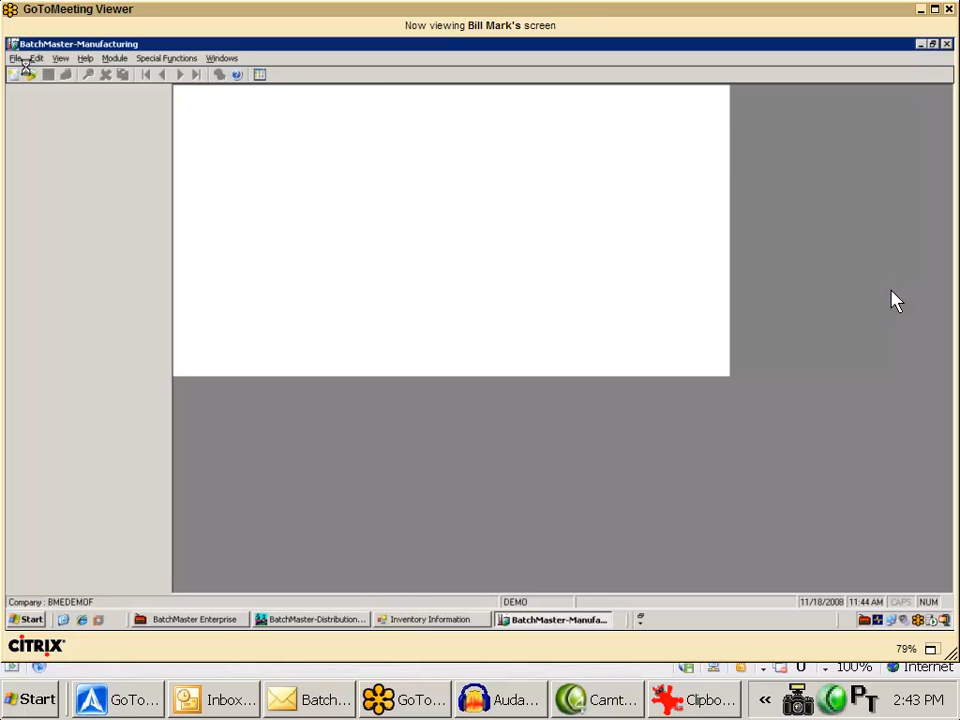 GoToMeeting Viewer
Now viewing Bill Mark's screen
BatchMaster-Manufacturing
File Edit View Help Module Special Functions Windows
Company : BMEDEMOF DEMO 11/18/2008 11:44 AM CAPS NUM
Start BatchMaster Enterprise BatchMaster-Distribution... Inventory Information BatchMaster-Manufa...
CITRIX 79%
U 100% Internet
Start GoTo... Inbox... Batch... GoTo... Auda... Camt... Clipbo... « PT 2:43 PM